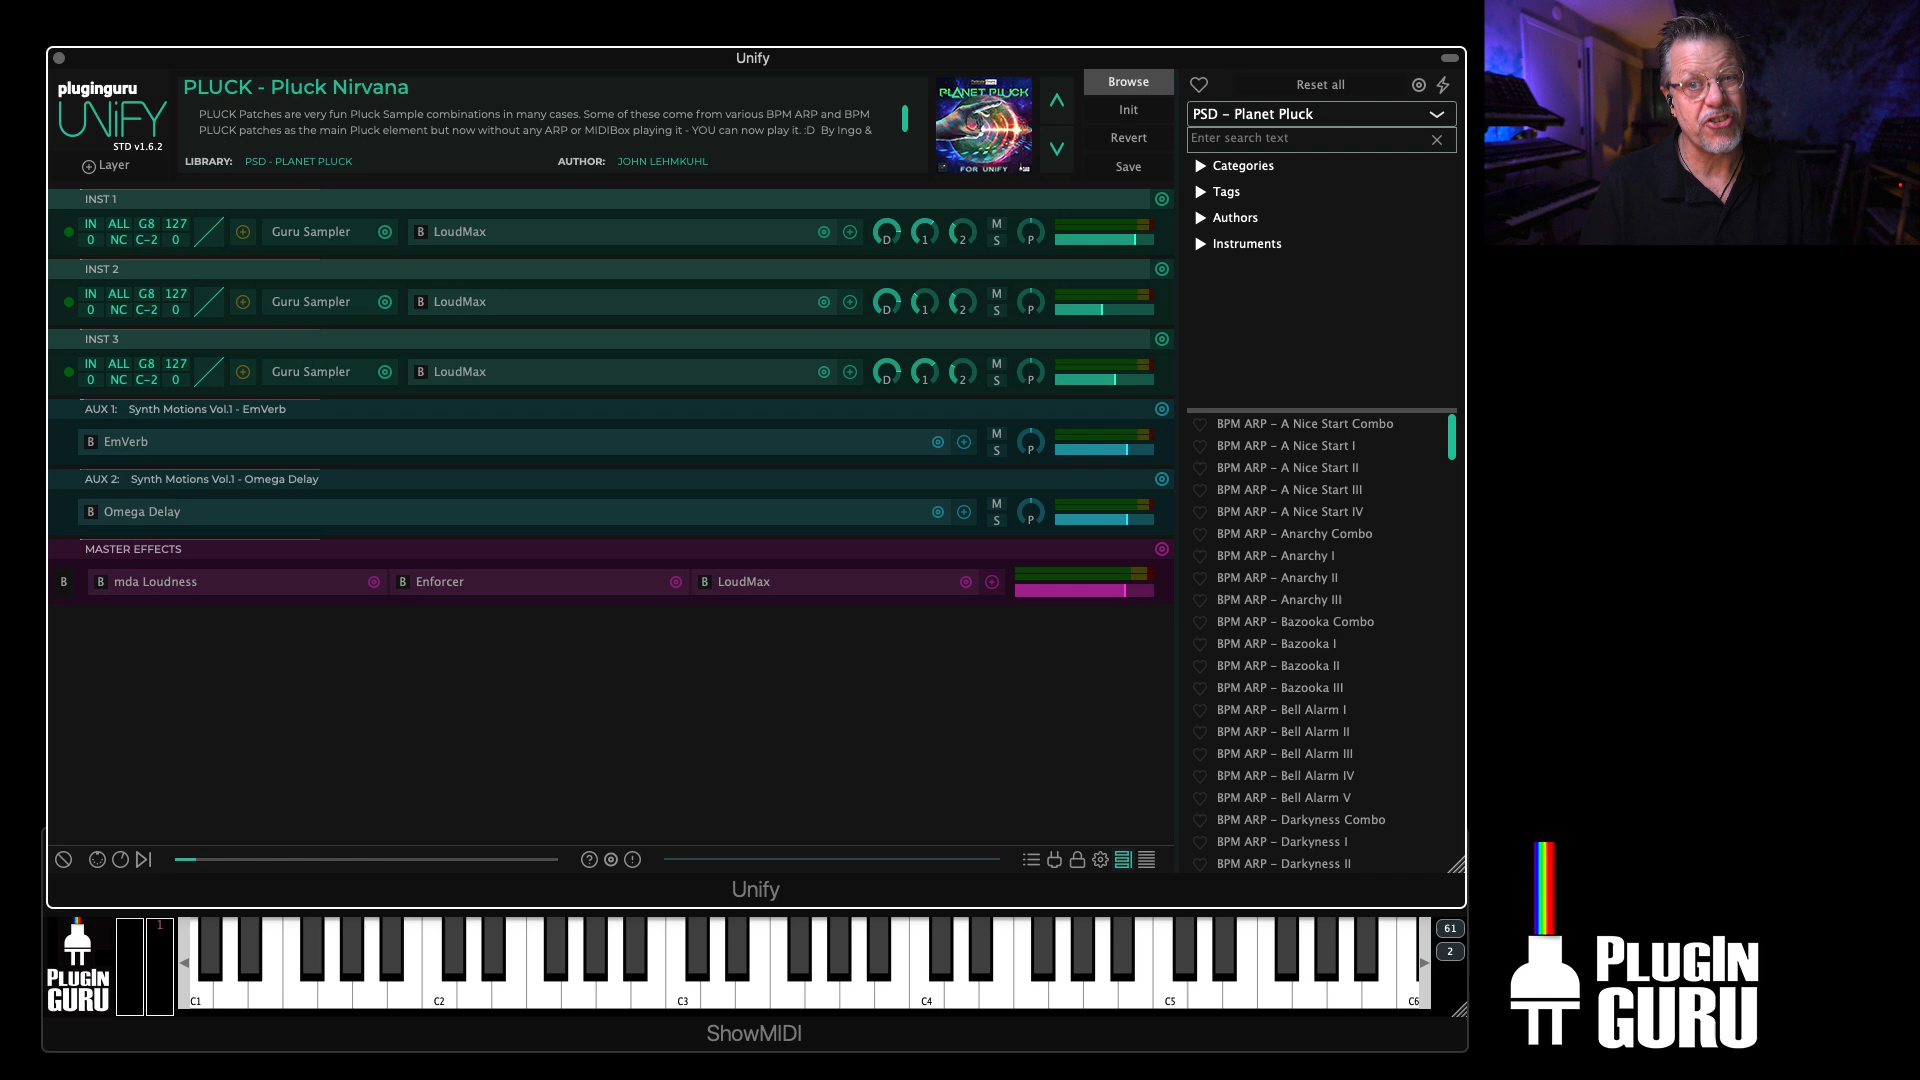 Unify
pluginguru
UNIFY
STD v1.6.2
Layer
PLUCK - Pluck Nirvana
PLUCK Patches are very fun Pluck Sample combinations in many cases. Some of these come from various BPM ARP and BPM
PLUCK patches as the main Pluck element but now without any ARP or MIDIBox playing it - YOU can now play it. :D  By Ingo &
LIBRARY: PSD - PLANET PLUCK
AUTHOR: JOHN LEHMKUHL
PLANET PLUCK
FOR UNIFY
Browse
Init
Revert
Save
Reset all
PSD – Planet Pluck
Enter search text
Categories
Tags
Authors
Instruments
INST 1
IN ALL G8 127
0 NC C-2 0
Guru Sampler
B LoudMax
D 1 2 M S P
INST 2
IN ALL G8 127
0 NC C-2 0
Guru Sampler
B LoudMax
D 1 2 M S P
INST 3
IN ALL G8 127
0 NC C-2 0
Guru Sampler
B LoudMax
D 1 2 M S P
AUX 1: Synth Motions Vol.1 - EmVerb
B EmVerb
M S P
AUX 2: Synth Motions Vol.1 - Omega Delay
B Omega Delay
M S P
MASTER EFFECTS
B B mda Loudness B Enforcer B LoudMax
BPM ARP – A Nice Start Combo
BPM ARP – A Nice Start I
BPM ARP – A Nice Start II
BPM ARP – A Nice Start III
BPM ARP – A Nice Start IV
BPM ARP – Anarchy Combo
BPM ARP – Anarchy I
BPM ARP – Anarchy II
BPM ARP – Anarchy III
BPM ARP – Bazooka Combo
BPM ARP – Bazooka I
BPM ARP – Bazooka II
BPM ARP – Bazooka III
BPM ARP – Bell Alarm I
BPM ARP – Bell Alarm II
BPM ARP – Bell Alarm III
BPM ARP – Bell Alarm IV
BPM ARP – Bell Alarm V
BPM ARP – Darkyness Combo
BPM ARP – Darkyness I
BPM ARP – Darkyness II
Unify
PLUGIN
GURU
1
C1 C2 C3 C4 C5 C6
61
2
ShowMIDI
PLUGIN
GURU